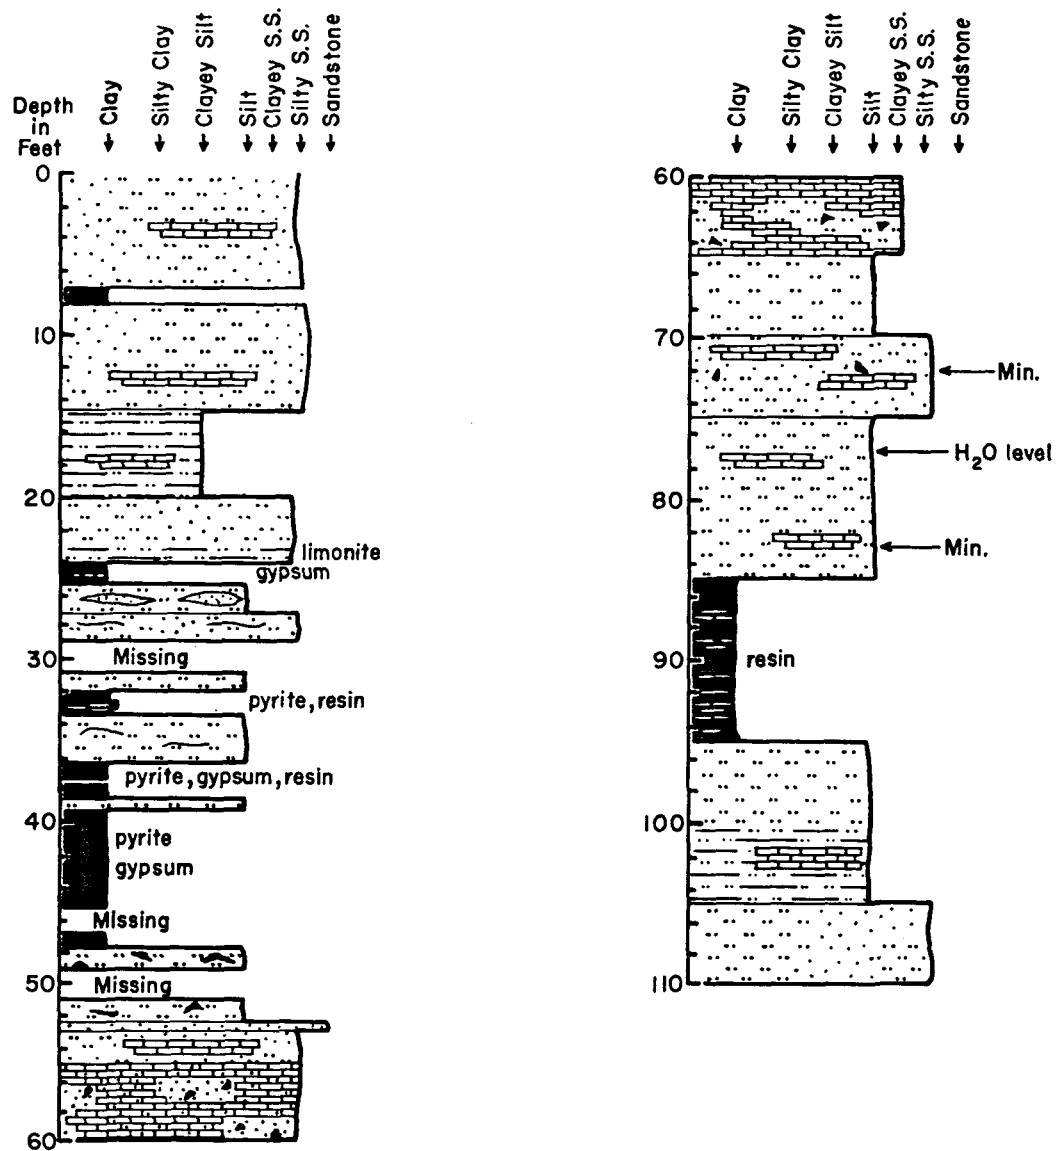 Depth
in
Feet
Clay
Silty Clay
Clayey Silt
Silt
Clayey S.S.
Silty S.S.
Sandstone
0
10
20
limonite
gypsum
30
Missing
pyrite, resin
pyrite, gypsum, resin
40
pyrite
gypsum
Missing
50
Missing
60
Clay
Silty Clay
Clayey Silt
Silt
Clayey S.S.
Silty S.S.
Sandstone
60
70
Min.
H2O level
80
Min.
90
resin
100
110